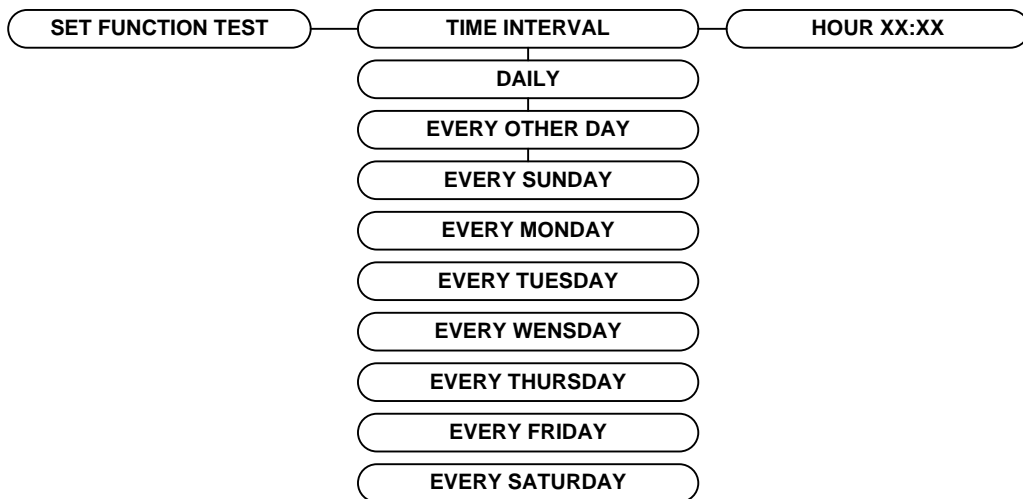 SET FUNCTION TEST
TIME INTERVAL
HOUR XX:XX
DAILY
EVERY OTHER DAY
EVERY SUNDAY
EVERY MONDAY
EVERY TUESDAY
EVERY WENSDAY
EVERY THURSDAY
EVERY FRIDAY
EVERY SATURDAY